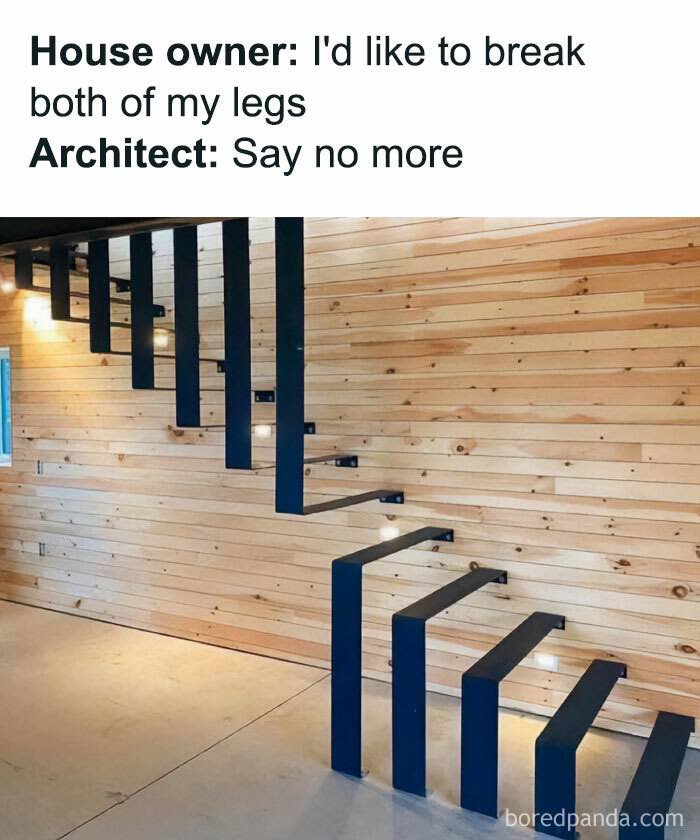 House owner: I'd like to break
both of my legs
Architect: Say no more
boredpanda.com